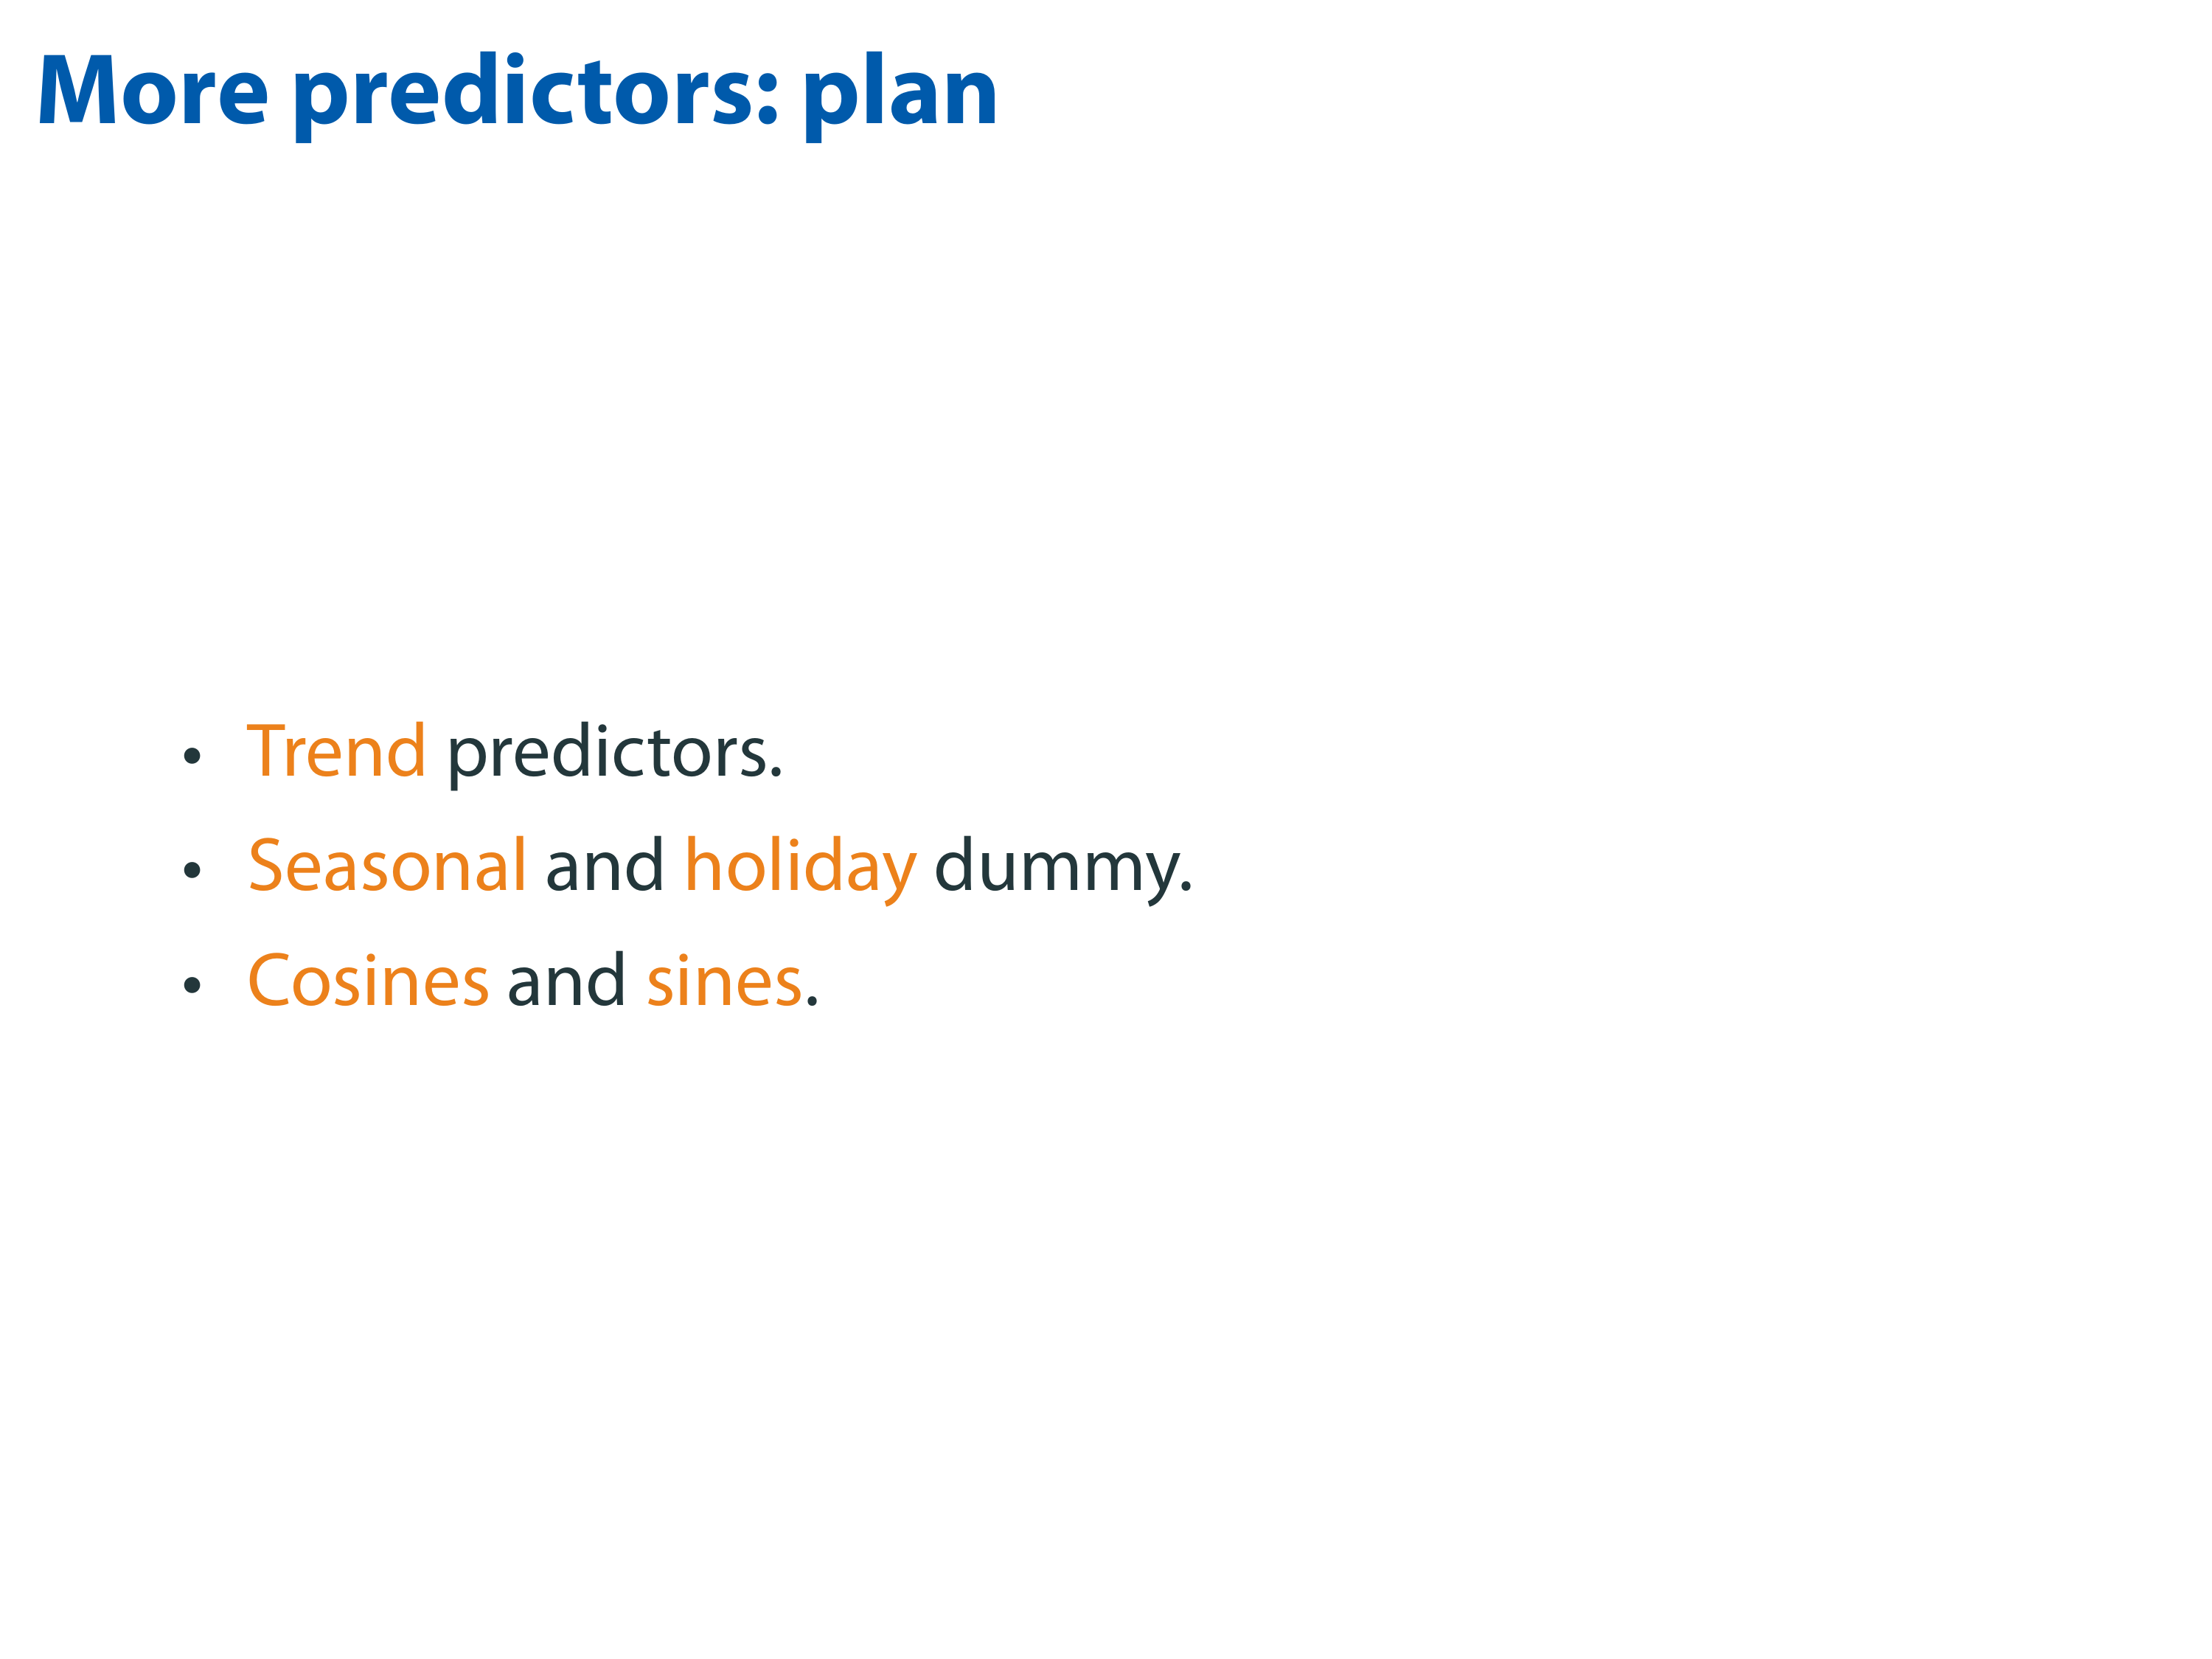 More predictors: plan
• Trend predictors.
• Seasonal and holiday dummy.
• Cosines and sines.